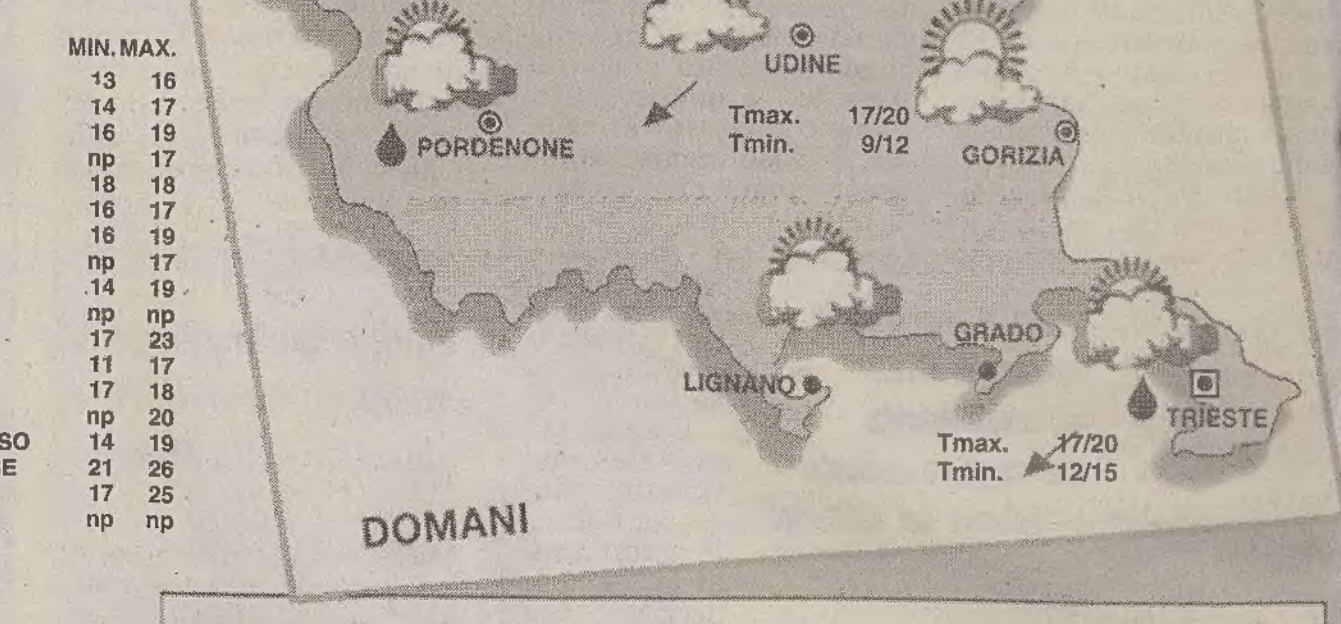 MIN. MAX.
13 16
14 17
16 19
np 17
18 18
16 17
16 19
np 17
14 19
np np
17 23
11 17
17 18
np 20
SO 14 19
E 21 26
17 25
np np
UDINE
Tmax. 17/20
Tmin. 9/12
PORDENONE
GORIZIA
GRADO
LIGNANO
TRIESTE
Tmax. 17/20
Tmin. 12/15
DOMANI